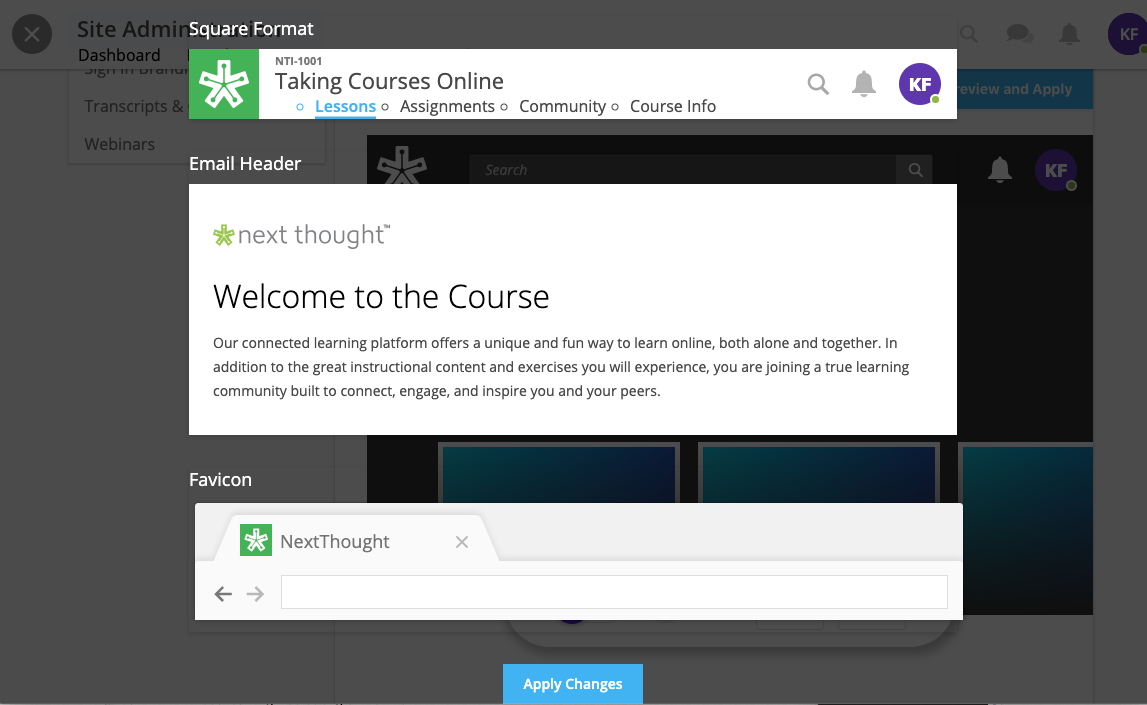 Site Administration
Square Format
Dashboard
KF
Sign in Brandi
NTI-1001
Taking Courses Online
Lessons
Assignments
Community
Course Info
KF
review and Apply
Transcripts &
Webinars
Email Header
Search
KF
next thought™
Welcome to the Course
Our connected learning platform offers a unique and fun way to learn online, both alone and together. In
addition to the great instructional content and exercises you will experience, you are joining a true learning
community built to connect, engage, and inspire you and your peers.
Favicon
NextThought
Apply Changes